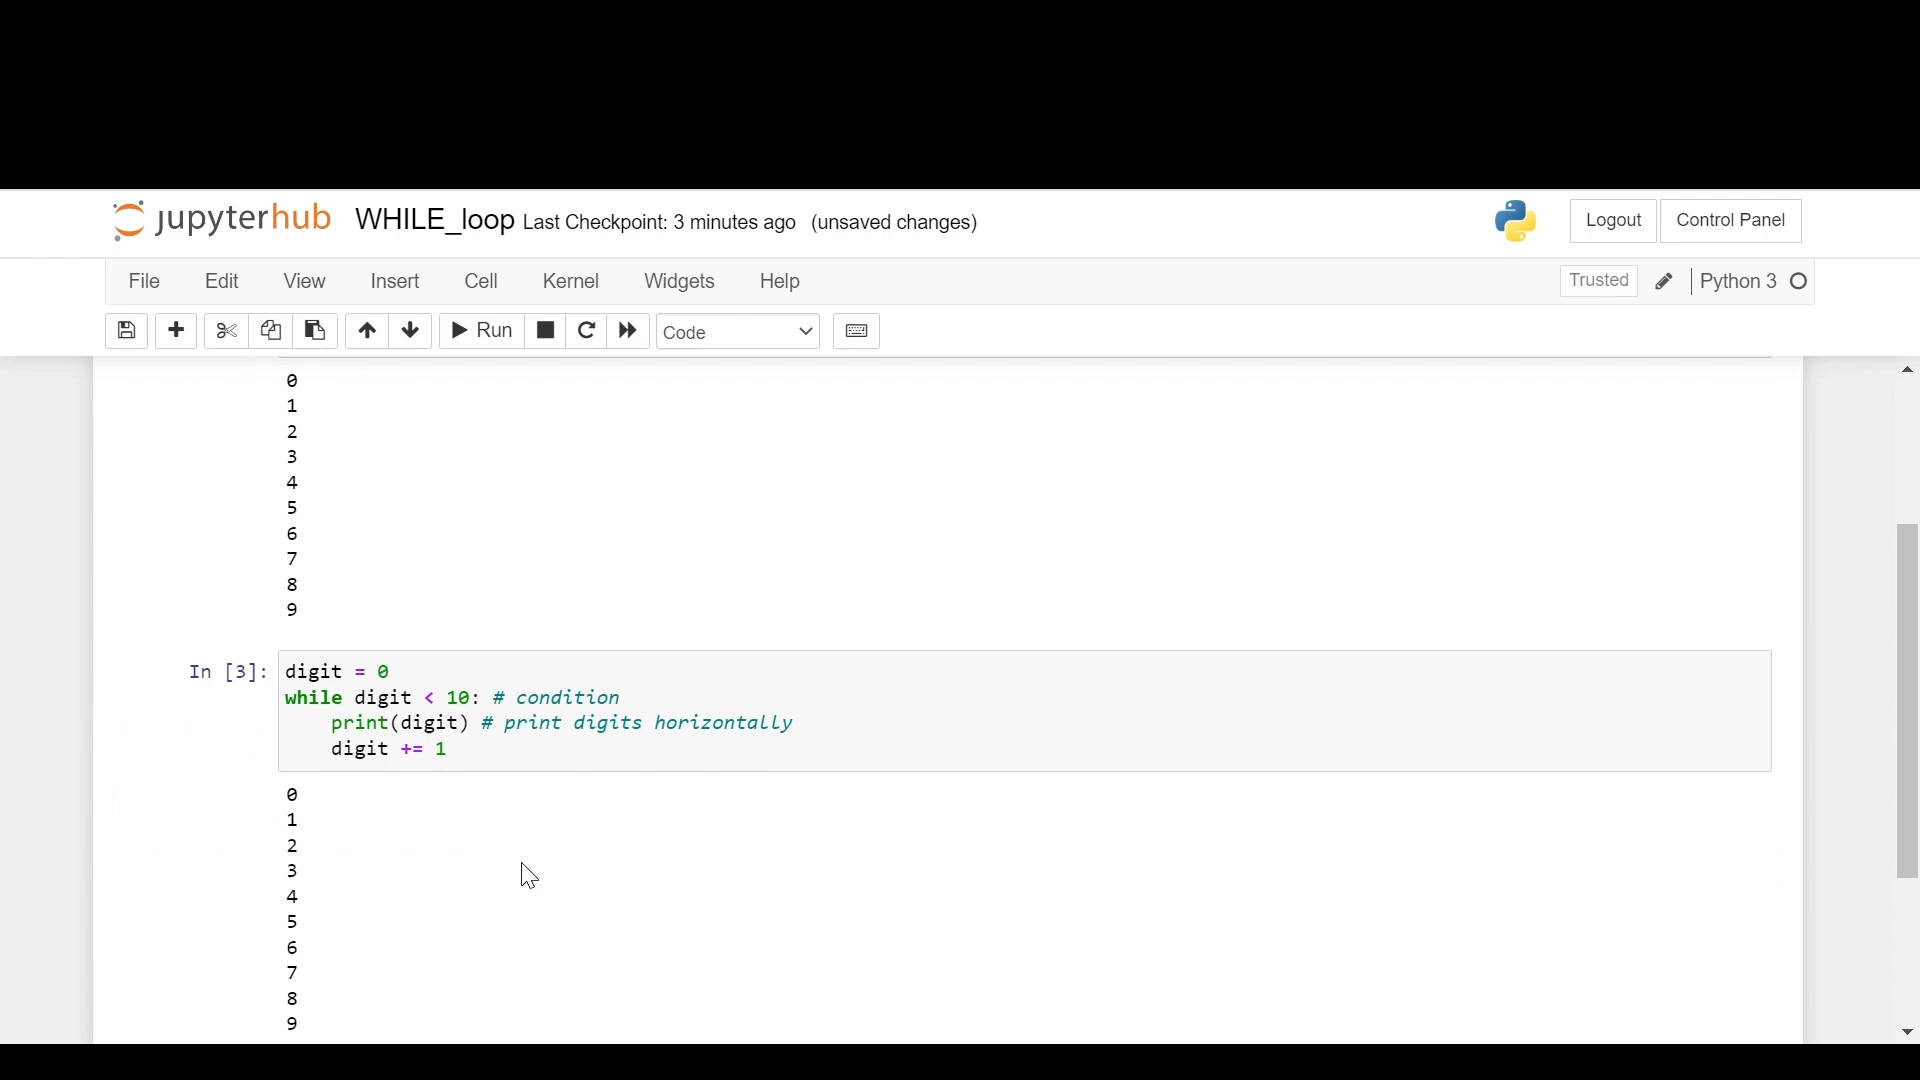 jupyterhub WHILE_loop Last Checkpoint: 3 minutes ago (unsaved changes) Logout Control Panel
File Edit View Insert Cell Kernel Widgets Help Trusted Python 3
Run Code
0
1
2
3
4
5
6
7
8
9
In [3]: digit = 0
while digit < 10: # condition
    print(digit) # print digits horizontally
    digit += 1
0
1
2
3
4
5
6
7
8
9